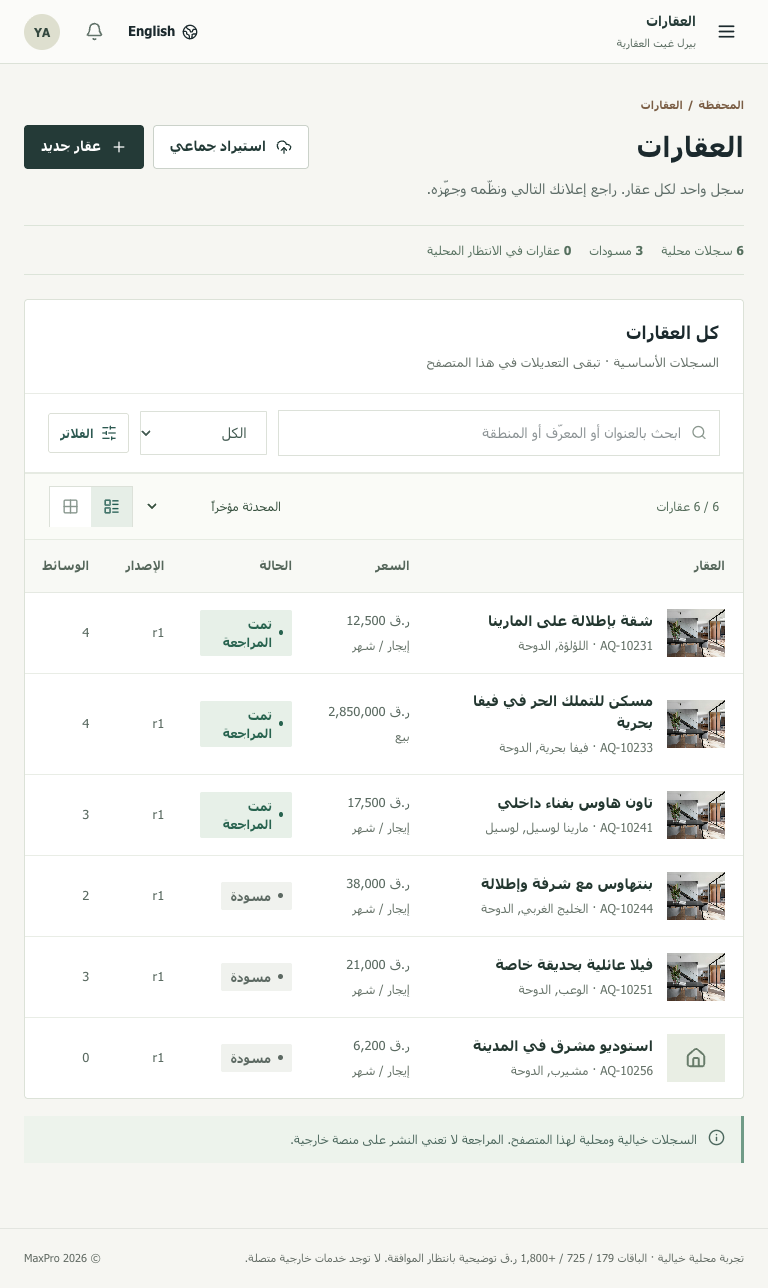 العقارات
بيرل غيت العقارية
English
YA
المحفظة / العقارات
العقارات
استيراد جماعي
عقار جديد
سجل واحد لكل عقار. راجع إعلانك التالي ونظّمه وجهّزه.
6 سجلات محلية 3 مسودات 0 عقارات في الانتظار المحلية
كل العقارات
السجلات الأساسية · تبقى التعديلات في هذا المتصفح
ابحث بالعنوان أو المعرّف أو المنطقة
الكل
الفلاتر
6 / 6 عقارات
المحدثة مؤخراً
العقار السعر الحالة الإصدار الوسائط
شقة بإطلالة على المارينا
AQ-10231 · اللؤلؤة, الدوحة
ر.ق 12,500
إيجار / شهر
تمت
المراجعة
r1
4
مسكن للتملك الحر في فيفا
بحرية
AQ-10233 · فيفا بحرية, الدوحة
ر.ق 2,850,000
بيع
تمت
المراجعة
r1
4
تاون هاوس بفناء داخلي
AQ-10241 · مارينا لوسيل, لوسيل
ر.ق 17,500
إيجار / شهر
تمت
المراجعة
r1
3
بنتهاوس مع شرفة وإطلالة
AQ-10244 · الخليج الغربي, الدوحة
ر.ق 38,000
إيجار / شهر
مسودة
r1
2
فيلا عائلية بحديقة خاصة
AQ-10251 · الوعب, الدوحة
ر.ق 21,000
إيجار / شهر
مسودة
r1
3
استوديو مشرق في المدينة
AQ-10256 · مشيرب, الدوحة
ر.ق 6,200
إيجار / شهر
مسودة
r1
0
السجلات خيالية ومحلية لهذا المتصفح. المراجعة لا تعني النشر على منصة خارجية.
تجربة محلية خيالية · الباقات 179 / 725 / +1,800 ر.ق توضيحية بانتظار الموافقة. لا توجد خدمات خارجية متصلة.
© 2026 MaxPro